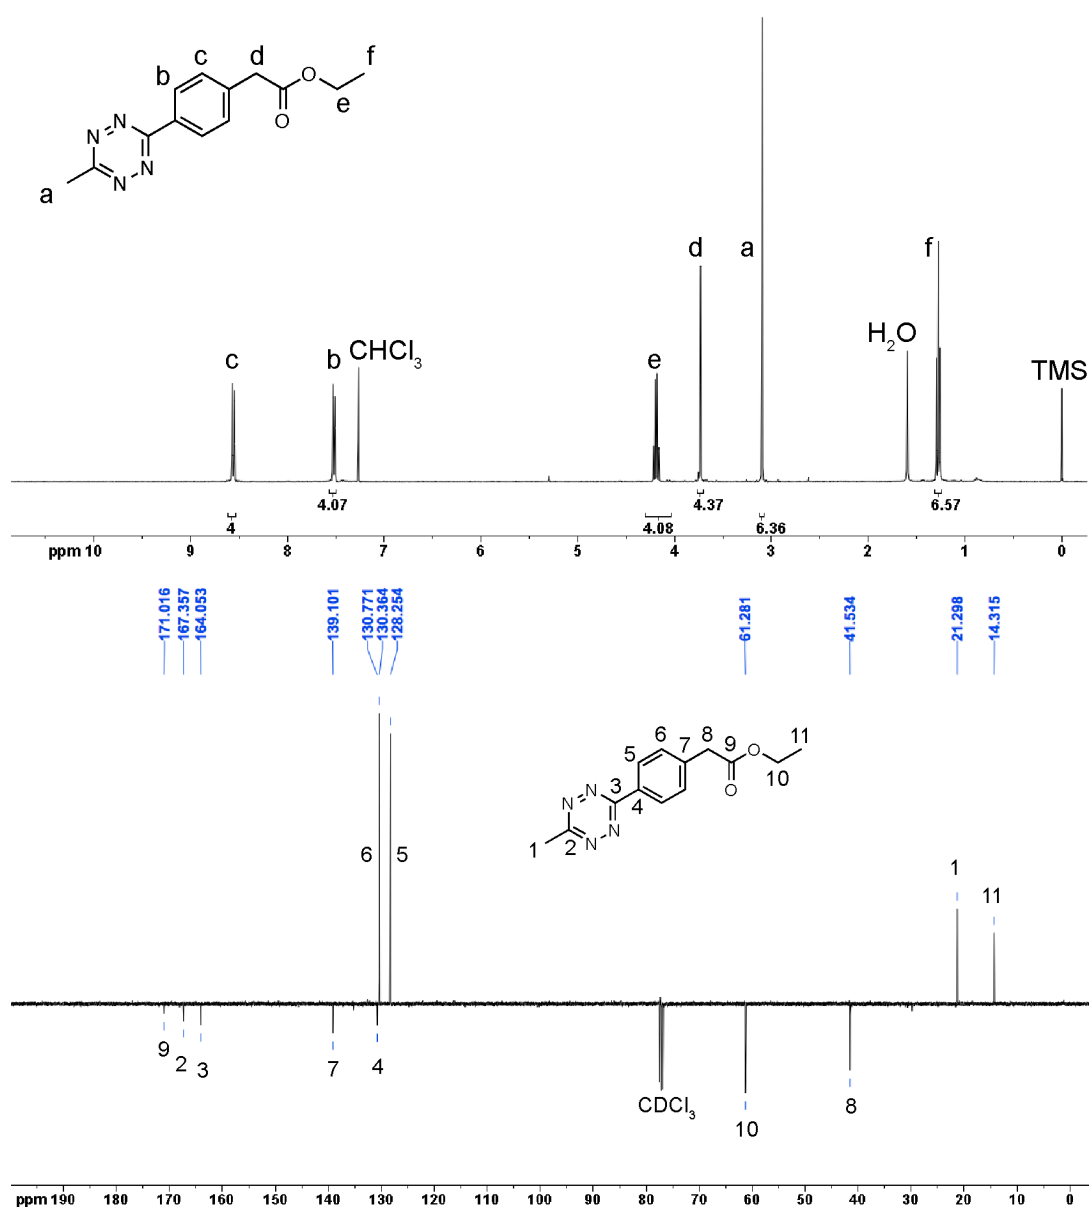 c
d
f
b
O
e
O
N
N
N
N
a
d
a
f
H2O
c
b
CHCl3
e
TMS
4
4.07
4.08
4.37
6.36
6.57
ppm 10 9 8 7 6 5 4 3 2 1 0
171.016
167.357
164.053
139.101
130.771
130.364
128.254
61.281
41.534
21.298
14.315
6
8
9
11
5
7
O
10
O
3
N
4
N
N
N
1
2
6
5
1
11
9
2
3
7
4
CDCl3
10
8
ppm 190 180 170 160 150 140 130 120 110 100 90 80 70 60 50 40 30 20 10 0